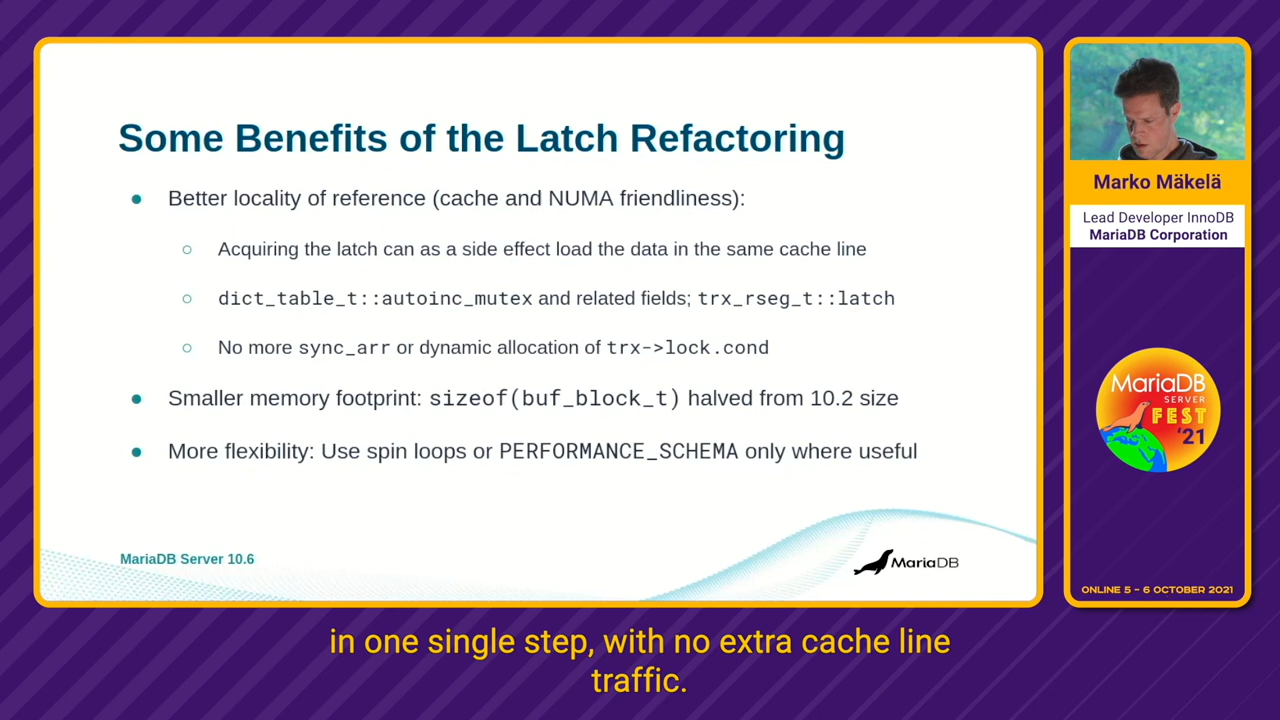 Some Benefits of the Latch Refactoring
● Better locality of reference (cache and NUMA friendliness):
○ Acquiring the latch can as a side effect load the data in the same cache line
○ dict_table_t::autoinc_mutex and related fields; trx_rseg_t::latch
○ No more sync_arr or dynamic allocation of trx->lock.cond
● Smaller memory footprint: sizeof(buf_block_t) halved from 10.2 size
● More flexibility: Use spin loops or PERFORMANCE_SCHEMA only where useful
MariaDB Server 10.6
MariaDB
Marko Mäkelä
Lead Developer InnoDB
MariaDB Corporation
MariaDB
SERVER
FEST
'21
ONLINE 5 - 6 OCTOBER 2021
in one single step, with no extra cache line
traffic.